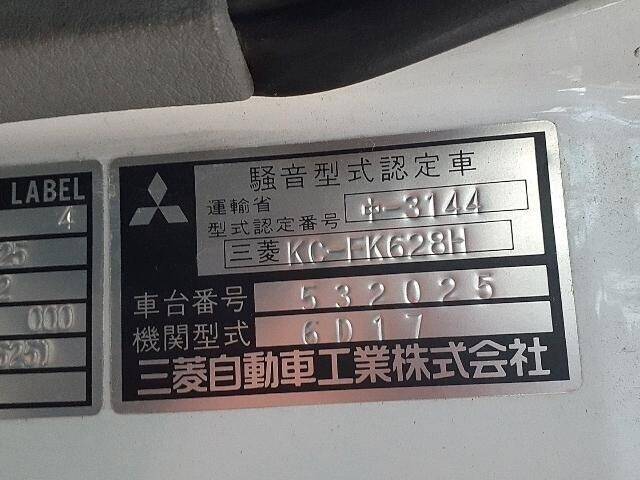 LABEL
4
25
2
000
525)
騒音型式認定車
運輸省
型式認定番号 中-3144
三菱 KC-FK628H
車台番号 532025
機関型式 6D17
三菱自動車工業株式会社